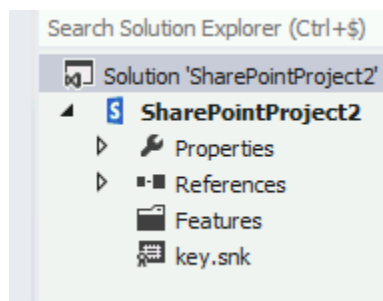 Search Solution Explorer (Ctrl+$)
Solution 'SharePointProject2'
SharePointProject2
Properties
References
Features
key.snk